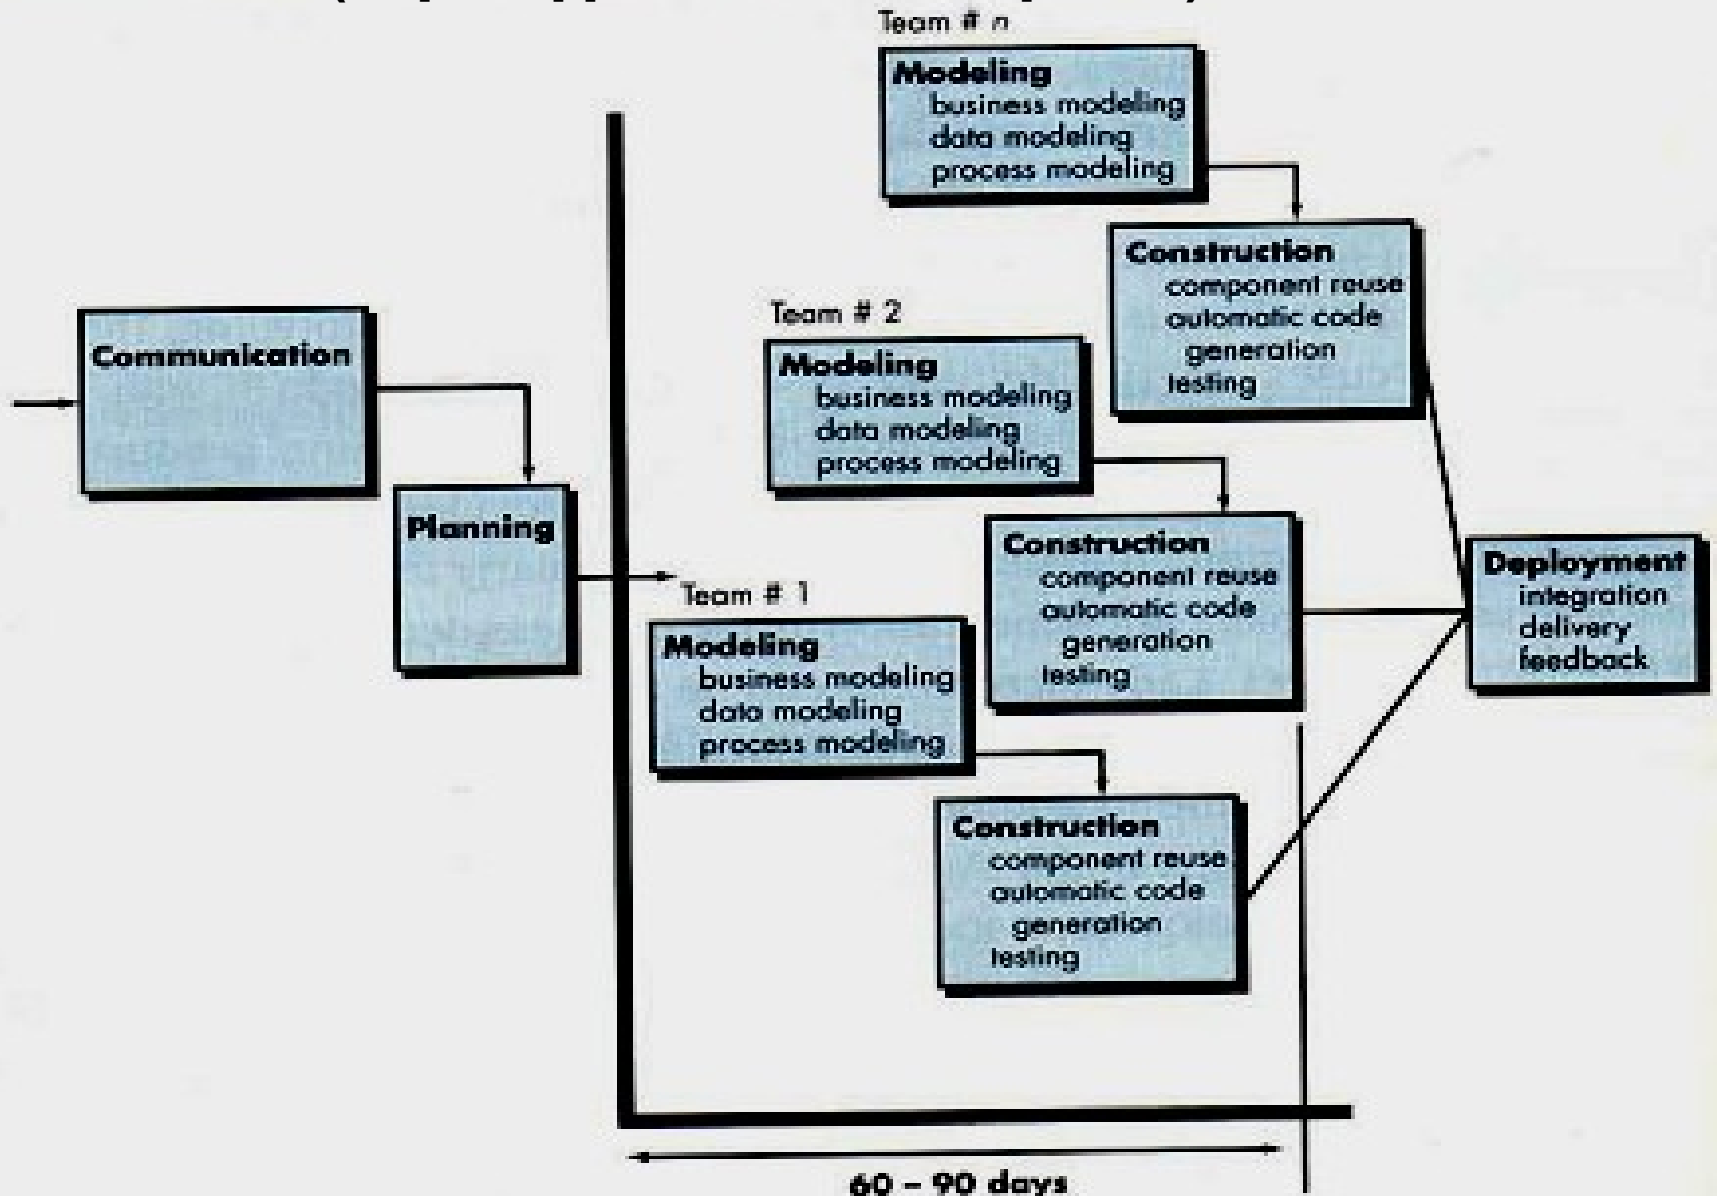 Team # n
Modeling
business modeling
data modeling
process modeling
Construction
component reuse
automatic code
generation
testing
Team # 2
Modeling
business modeling
data modeling
process modeling
Construction
component reuse
automatic code
generation
testing
Communication
Planning
Team # 1
Modeling
business modeling
data modeling
process modeling
Construction
component reuse
automatic code
generation
testing
Deployment
integration
delivery
feedback
60 – 90 days